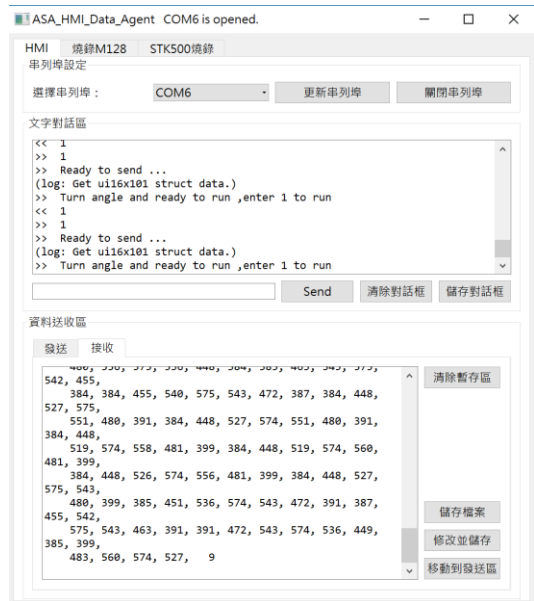 ASA_HMI_Data_Agent COM6 is opened.
HMI 燒錄M128 STK500燒錄
串列埠設定
選擇串列埠： COM6 更新串列埠 關閉串列埠
文字對話區
<< 1
>> 1
>> Ready to send ...
(log: Get ui16x101 struct data.)
>> Turn angle and ready to run ,enter 1 to run
<< 1
>> 1
>> Ready to send ...
(log: Get ui16x101 struct data.)
>> Turn angle and ready to run ,enter 1 to run
Send 清除對話框 儲存對話框
資料送收區
發送 接收
542, 455,
384, 384, 455, 540, 575, 543, 472, 387, 384, 448,
527, 575,
551, 480, 391, 384, 448, 527, 574, 551, 480, 391,
384, 448,
519, 574, 558, 481, 399, 384, 448, 519, 574, 560,
481, 399,
384, 448, 526, 574, 556, 481, 399, 384, 448, 527,
575, 543,
480, 399, 385, 451, 536, 574, 543, 472, 391, 387,
455, 542,
575, 543, 463, 391, 391, 472, 543, 574, 536, 449,
385, 399,
483, 560, 574, 527, 9
清除暫存區
儲存檔案
修改並儲存
移動到發送區